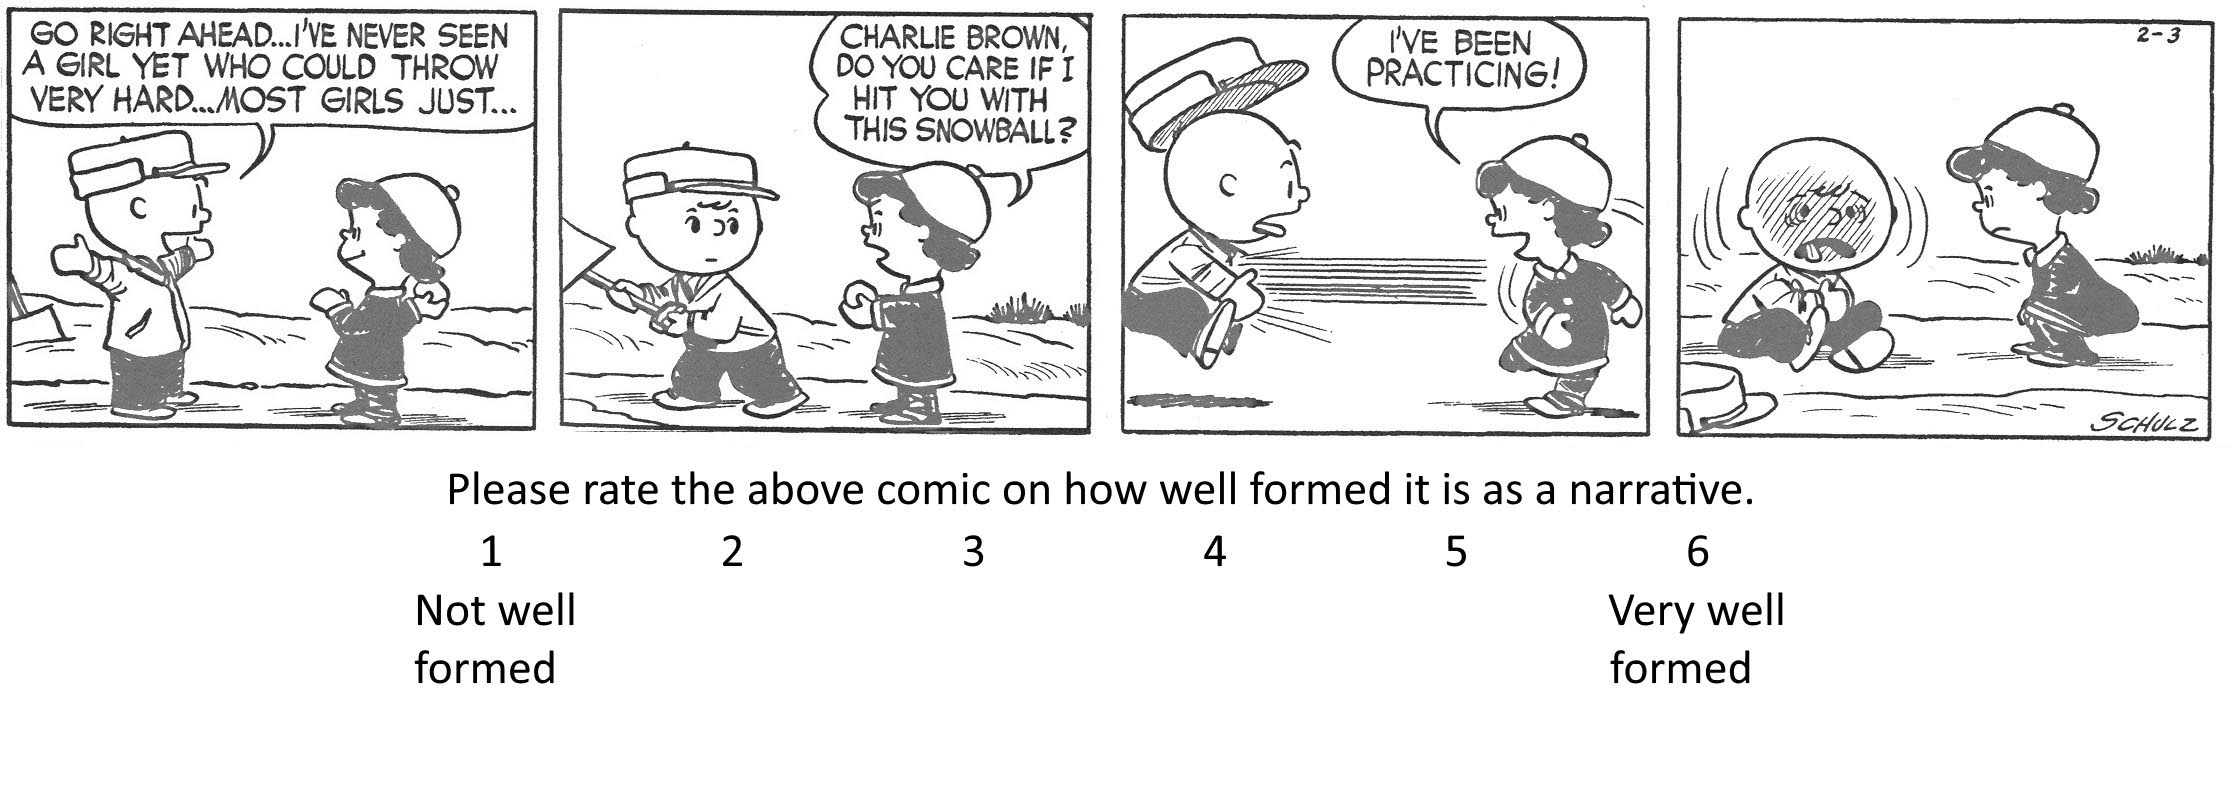 GO RIGHT AHEAD...I'VE NEVER SEEN
A GIRL YET WHO COULD THROW
VERY HARD...MOST GIRLS JUST...
CHARLIE BROWN,
DO YOU CARE IF I
HIT YOU WITH
THIS SNOWBALL?
I'VE BEEN
PRACTICING!
2-3
SCHULZ
Please rate the above comic on how well formed it is as a narrative.
1 2 3 4 5 6
Not well
formed
Very well
formed